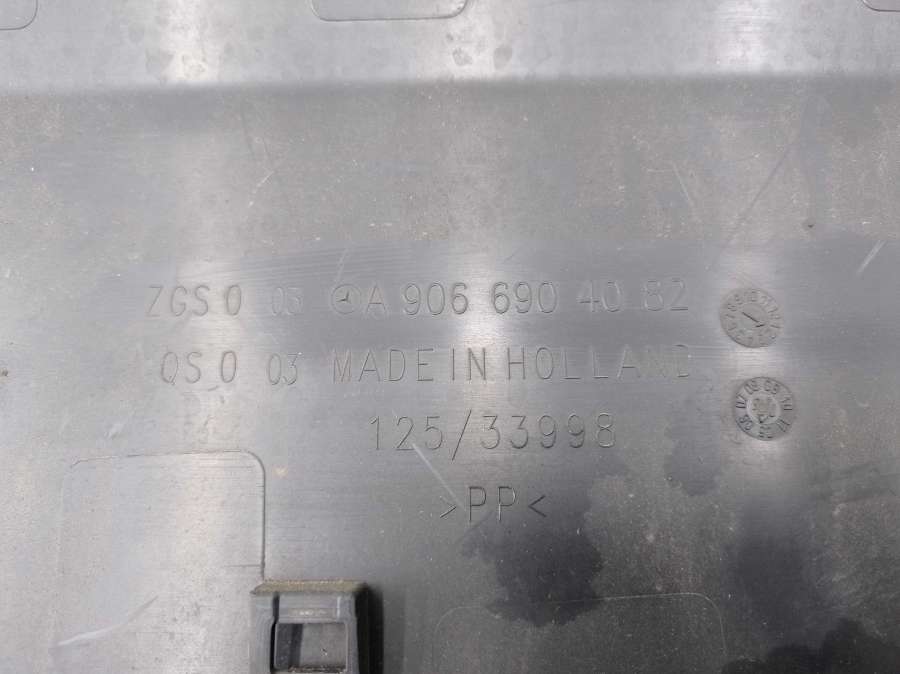 ZGS 0 03 A 906 690 40 82
QS 0 03 MADE IN HOLLAND
125/33998
>PP<